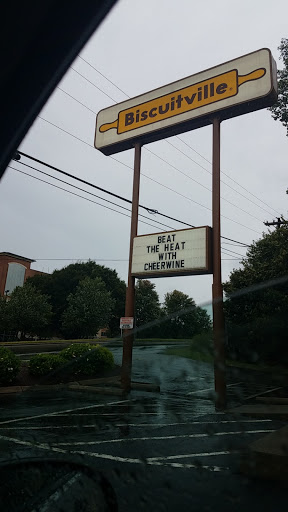 Biscuitville
BEAT
THE HEAT
WITH
CHEERWINE